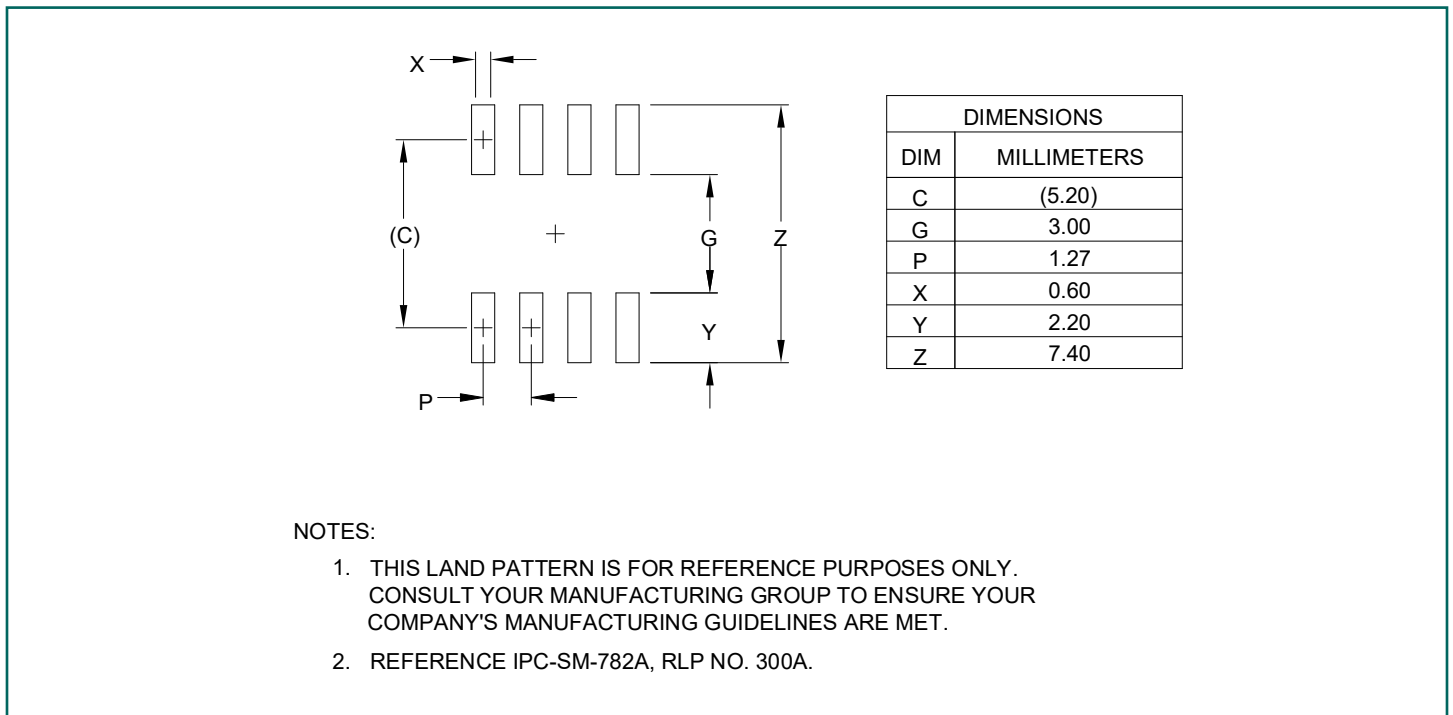 X
(C)
G
Z
Y
P
DIMENSIONS
DIM MILLIMETERS
C (5.20)
G 3.00
P 1.27
X 0.60
Y 2.20
Z 7.40
NOTES:
1. THIS LAND PATTERN IS FOR REFERENCE PURPOSES ONLY.
CONSULT YOUR MANUFACTURING GROUP TO ENSURE YOUR
COMPANY'S MANUFACTURING GUIDELINES ARE MET.
2. REFERENCE IPC-SM-782A, RLP NO. 300A.